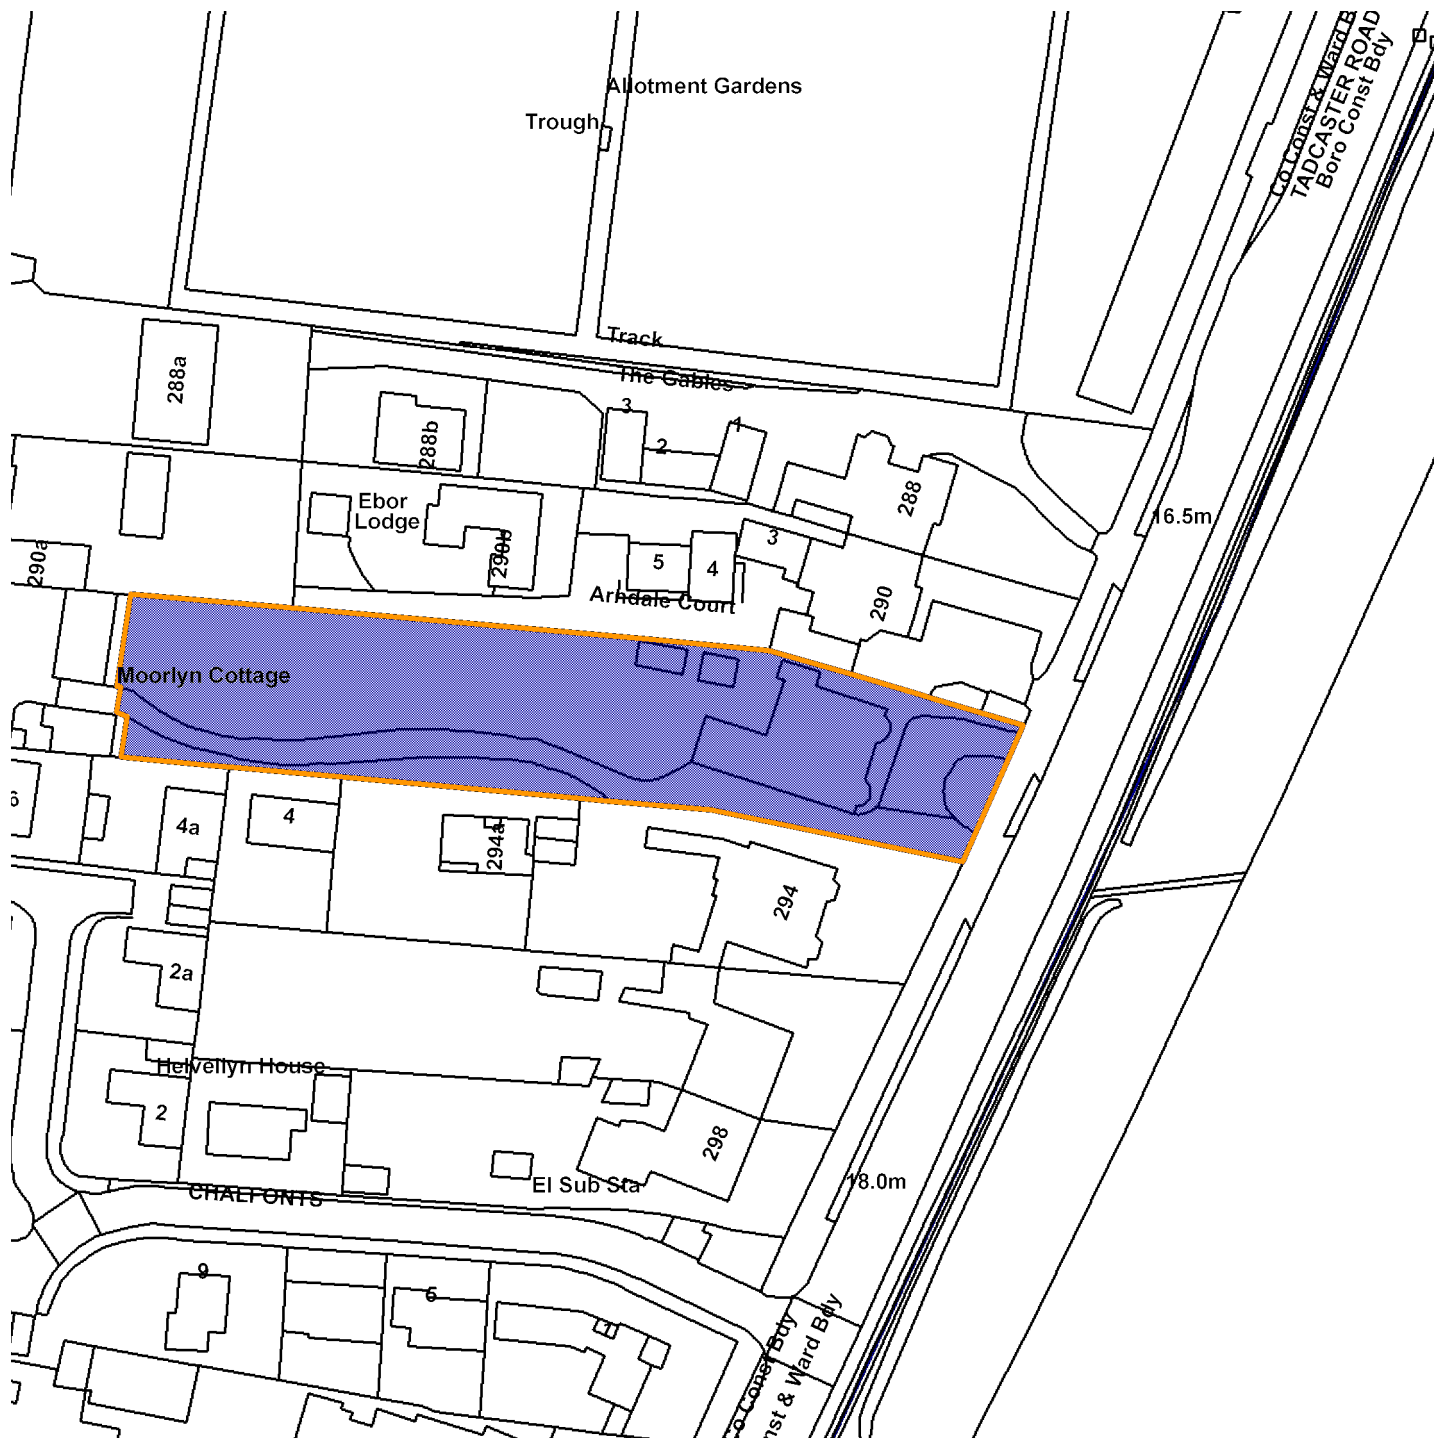 Allotment Gardens
Trough
Co Const & Ward B
TADCASTER ROAD
Boro Const Bdy
Track
The Gables
288a
288b
3
2
1
288
16.5m
Ebor
Lodge
290a
290b
5
4
3
290
Arndale Court
Moorlyn Cottage
6
4a
4
294a
294
2a
Helvellyn House
2
298
El Sub Sta
18.0m
CHALFONTS
9
5
1
Co Const Bdy
nst & Ward Bdy